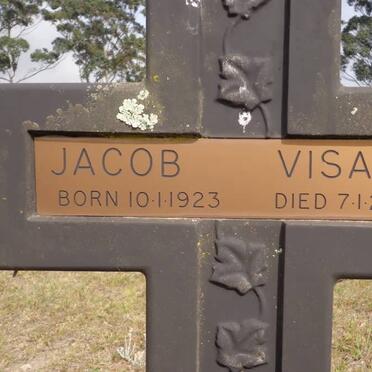 JACOB VISA
BORN 10·1·1923 DIED 7·1·